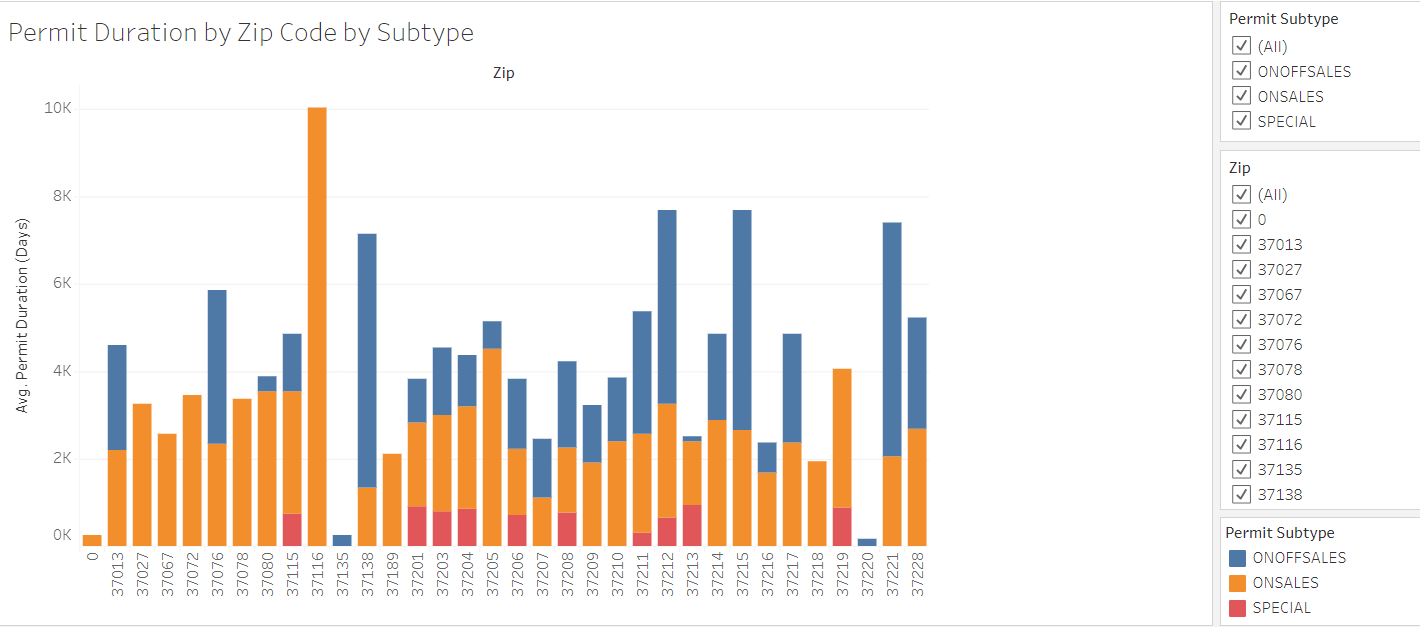 Permit Duration by Zip Code by Subtype
Zip
10K
8K
6K
4K
2K
0K
Avg. Permit Duration (Days)
0
37013
37027
37067
37072
37076
37078
37080
37115
37116
37135
37138
37189
37201
37203
37204
37205
37206
37207
37208
37209
37210
37211
37212
37213
37214
37215
37216
37217
37218
37219
37220
37221
37228
Permit Subtype
(All)
ONOFFSALES
ONSALES
SPECIAL
Zip
(All)
0
37013
37027
37067
37072
37076
37078
37080
37115
37116
37135
37138
Permit Subtype
ONOFFSALES
ONSALES
SPECIAL